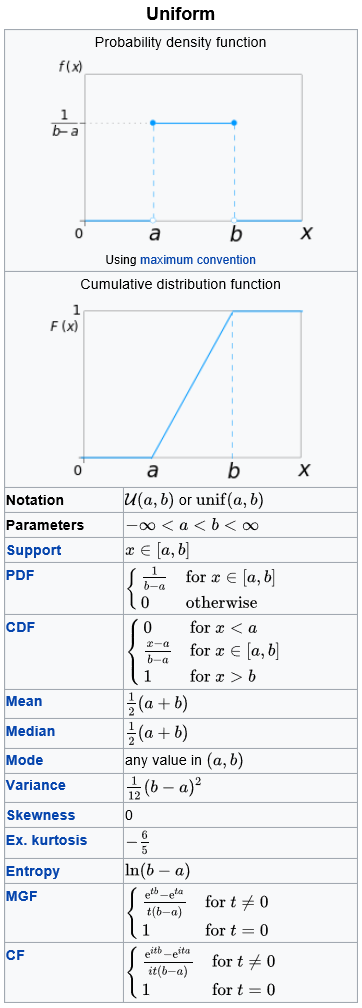 Uniform
Probability density function
f(x)
1
b−a
0 a b x
Using maximum convention
Cumulative distribution function
1
F(x)
0 a b x
Notation 𝒰(a, b) or unif(a, b)
Parameters −∞ < a < b < ∞
Support x ∈ [a, b]
PDF { 1/(b−a) for x ∈ [a, b]
0 otherwise
CDF { 0 for x < a
(x−a)/(b−a) for x ∈ [a, b]
1 for x > b
Mean ½(a + b)
Median ½(a + b)
Mode any value in (a, b)
Variance 1/12 (b − a)²
Skewness 0
Ex. kurtosis −6/5
Entropy ln(b − a)
MGF { (e^{tb}−e^{ta})/(t(b−a)) for t ≠ 0
1 for t = 0
CF { (e^{itb}−e^{ita})/(it(b−a)) for t ≠ 0
1 for t = 0